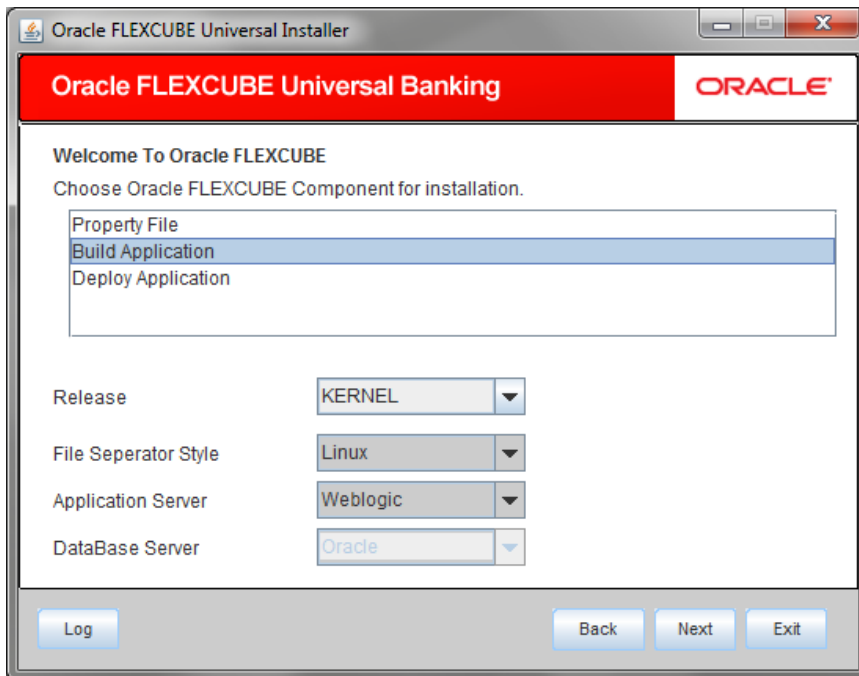 Oracle FLEXCUBE Universal Installer
Oracle FLEXCUBE Universal Banking
ORACLE
Welcome To Oracle FLEXCUBE
Choose Oracle FLEXCUBE Component for installation.
Property File
Build Application
Deploy Application
Release KERNEL
File Seperator Style Linux
Application Server Weblogic
DataBase Server Oracle
Log Back Next Exit